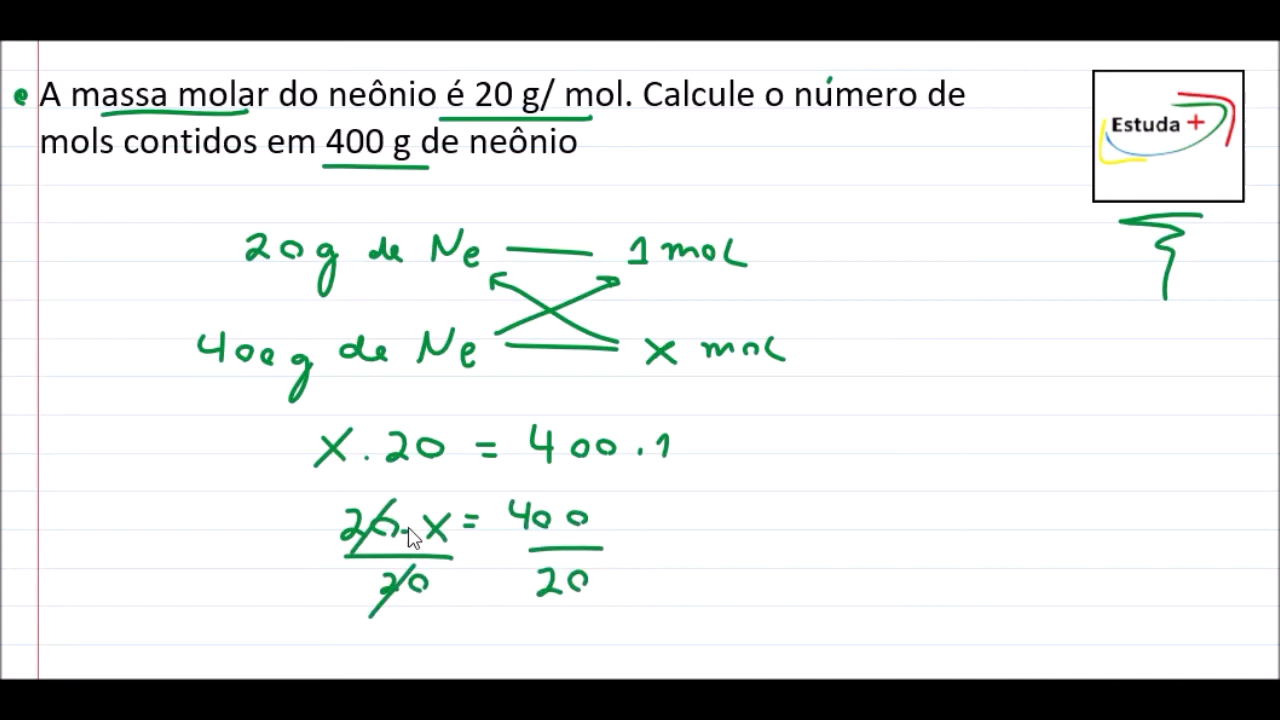 A massa molar do neônio é 20 g/ mol. Calcule o número de
mols contidos em 400 g de neônio
Estuda +
20g de Ne — 1 mol
400g de Ne — x mol
x . 20 = 400 . 1
20 . x = 400
20 20